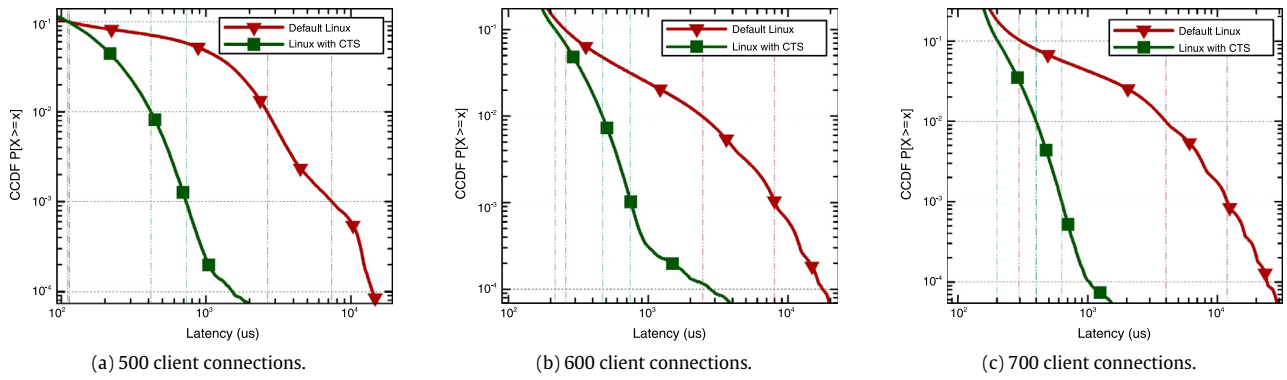 Default Linux
Linux with CTS
CCDF P[X >= x]
10^-1
10^-2
10^-3
10^-4
10^2
10^3
10^4
Latency (us)
(a) 500 client connections.
Default Linux
Linux with CTS
CCDF P[X >= x]
10^-1
10^-2
10^-3
10^-4
10^2
10^3
10^4
Latency (us)
(b) 600 client connections.
Default Linux
Linux with CTS
CCDF P[X >= x]
10^-1
10^-2
10^-3
10^-4
10^2
10^3
10^4
Latency (us)
(c) 700 client connections.